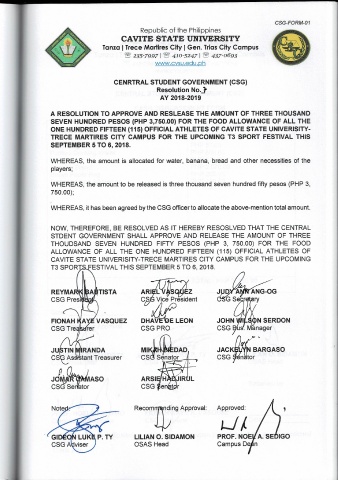 CSG-FORM-01
Republic of the Philippines
CAVITE STATE UNIVERSITY
Tanza | Trece Martires City | Gen. Trias City Campus
www.cvsu.edu.ph
CENRTRAL STUDENT GOVERNMENT (CSG)
Resolution No.
AY 2018-2019
A RESOLUTION TO APPROVE AND RESLEASE THE AMOUNT OF THREE THOUSAND
SEVEN HUNDRED PESOS (PHP 3,750.00) FOR THE FOOD ALLOWANCE OF ALL THE
ONE HUNDRED FIFTEEN (115) OFFICIAL ATHLETES OF CAVITE STATE UNIVERSITY-
TRECE MARTIRES CITY CAMPUS FOR THE UPCOMING T3 SPORT FESTIVAL THIS
SEPTEMBER 5 TO 6, 2018.
WHEREAS, the amount is allocated for water, banana, bread and other necessities of the
players;
WHEREAS, the amount to be released is three thousand seven hundred fifty pesos (PHP 3,
750.00);
WHEREAS, it has been agreed by the CSG officer to allocate the above-mention total amount.
NOW, THEREFORE, BE RESOLVED AS IT HEREBY RESOSLVED THAT THE CENTRAL
STDENT GOVERNMENT SHALL APPROVE AND RELEASE THE AMOUNT OF THREE
THOUDSAND SEVEN HUNDRED FIFTY PESOS (PHP 3, 750.00) FOR THE FOOD
ALLOWANCE OF ALL THE ONE HUNDRED FIFTEEN (115) OFFICIAL ATHLETES OF
CAVITE STATE UNIVERSITY-TRECE MARTIRES CITY CAMPUS FOR THE UPCOMING
T3 SPORTS FESTIVAL THIS SEPTEMBER 5 TO 6, 2018.
REYMARK BAUTISTA ARIEL VASQUEZ JUDY ANN ANG-OG
CSG President CSG Vice President CSG Secretary
FIONAH KAYE VASQUEZ DHAVE DE LEON JOHN WILSON SERDON
CSG Treasurer CSG PRO CSG Bus. Manager
JUSTIN MIRANDA MIKAH INEDAD JACKELYN BARGASO
CSG Assistant Treasurer CSG Senator CSG Senator
JOMAR GAMASO ARSIE HADJIRUL
CSG Senator CSG Senator
Noted: Recommending Approval: Approved:
GIDEON LUKE P. TY LILIAN O. SIDAMON PROF. NOEL A. SEDIGO
CSG Adviser OSAS Head Campus Dean